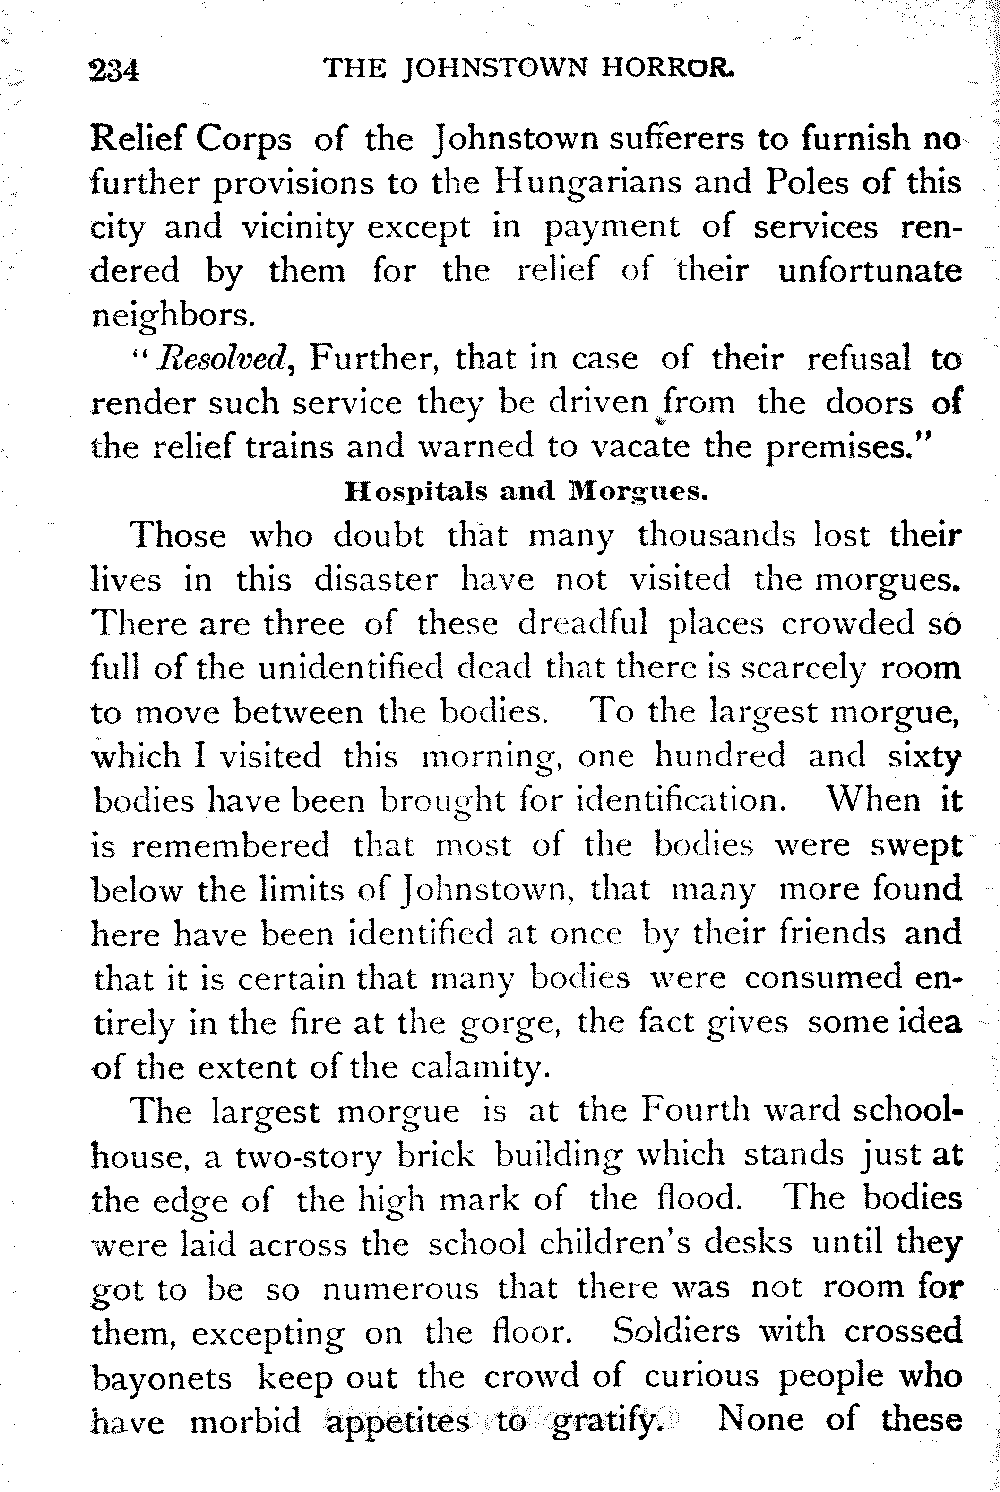 234 THE JOHNSTOWN HORROR.
Relief Corps of the Johnstown sufferers to furnish no
further provisions to the Hungarians and Poles of this
city and vicinity except in payment of services ren-
dered by them for the relief of their unfortunate
neighbors.
"Resolved, Further, that in case of their refusal to
render such service they be driven from the doors of
the relief trains and warned to vacate the premises."
Hospitals and Morgues.
Those who doubt that many thousands lost their
lives in this disaster have not visited the morgues.
There are three of these dreadful places crowded so
full of the unidentified dead that there is scarcely room
to move between the bodies. To the largest morgue,
which I visited this morning, one hundred and sixty
bodies have been brought for identification. When it
is remembered that most of the bodies were swept
below the limits of Johnstown, that many more found
here have been identified at once by their friends and
that it is certain that many bodies were consumed en-
tirely in the fire at the gorge, the fact gives some idea
of the extent of the calamity.
The largest morgue is at the Fourth ward school-
house, a two-story brick building which stands just at
the edge of the high mark of the flood. The bodies
were laid across the school children's desks until they
got to be so numerous that there was not room for
them, excepting on the floor. Soldiers with crossed
bayonets keep out the crowd of curious people who
have morbid appetites to gratify. None of these